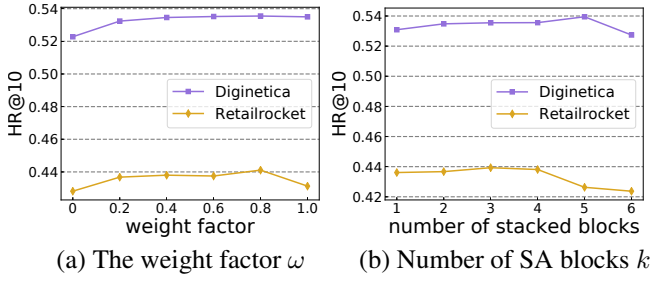 0.54
0.52
0.50
0.48
0.46
0.44
HR@10
Diginetica
Retailrocket
0 0.2 0.4 0.6 0.8 1.0
weight factor
(a) The weight factor ω
0.54
0.52
0.50
0.48
0.46
0.44
0.42
HR@10
Diginetica
Retailrocket
1 2 3 4 5 6
number of stacked blocks
(b) Number of SA blocks k